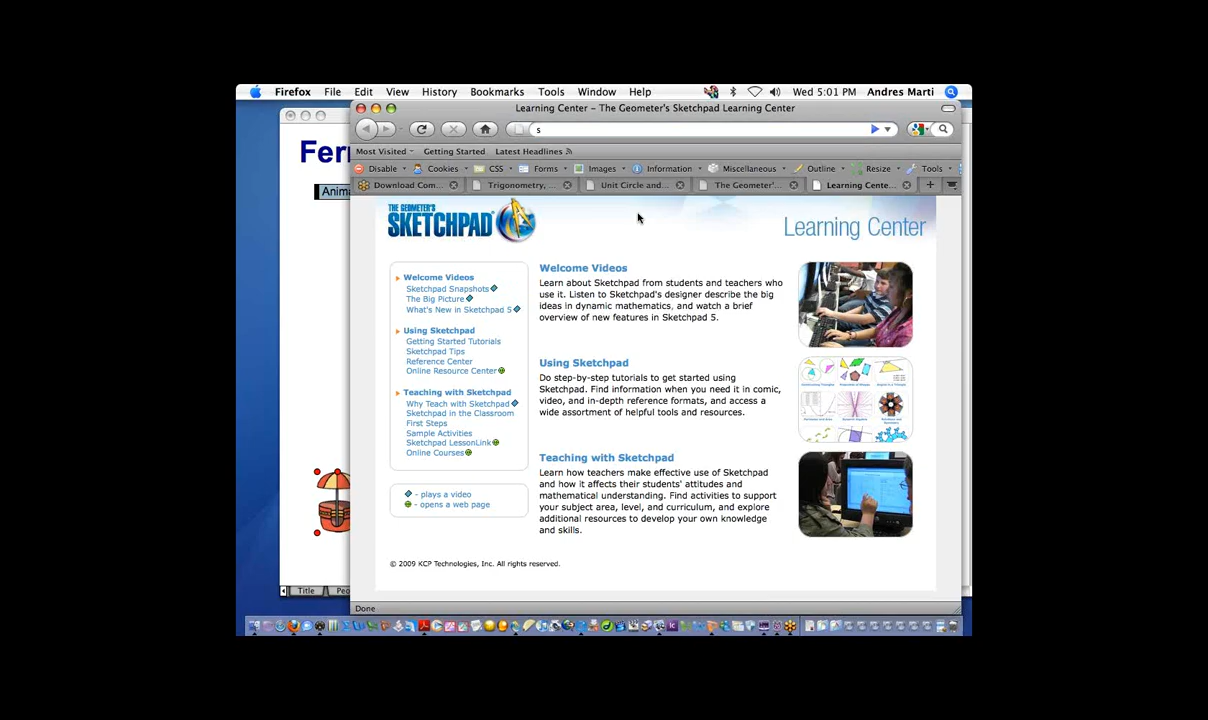 Firefox File Edit View History Bookmarks Tools Window Help Wed 5:01 PM Andres Marti
Learning Center – The Geometer's Sketchpad Learning Center
s
Most Visited Getting Started Latest Headlines
Disable Cookies CSS Forms Images Information Miscellaneous Outline Resize Tools
Download Com... Trigonometry, ... Unit Circle and... The Geometer'... Learning Cente...
Anima
THE GEOMETER'S
SKETCHPAD
Learning Center
Welcome Videos
Sketchpad Snapshots
The Big Picture
What's New in Sketchpad 5
Using Sketchpad
Getting Started Tutorials
Sketchpad Tips
Reference Center
Online Resource Center
Teaching with Sketchpad
Why Teach with Sketchpad
Sketchpad in the Classroom
First Steps
Sample Activities
Sketchpad LessonLink
Online Courses
- plays a video
- opens a web page
Welcome Videos
Learn about Sketchpad from students and teachers who
use it. Listen to Sketchpad's designer describe the big
ideas in dynamic mathematics, and watch a brief
overview of new features in Sketchpad 5.
Using Sketchpad
Do step-by-step tutorials to get started using
Sketchpad. Find information when you need it in comic,
video, and in-depth reference formats, and access a
wide assortment of helpful tools and resources.
Teaching with Sketchpad
Learn how teachers make effective use of Sketchpad
and how it affects their students' attitudes and
mathematical understanding. Find activities to support
your subject area, level, and curriculum, and explore
additional resources to develop your own knowledge
and skills.
© 2009 KCP Technologies, Inc. All rights reserved.
Title Peo
Done